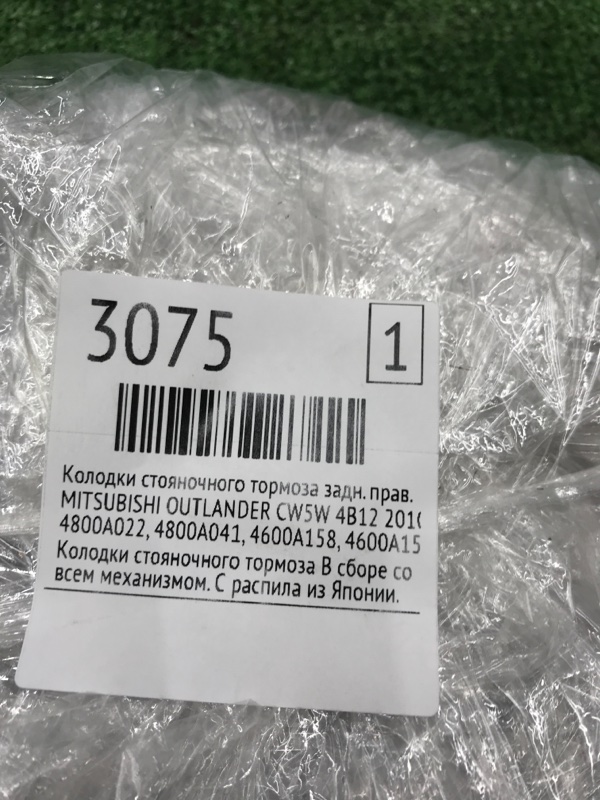 3075
1
Колодки стояночного тормоза задн. прав.
MITSUBISHI OUTLANDER CW5W 4B12
4800A022, 4800A041, 4600A158, 4600A15
Колодки стояночного тормоза В сборе со
всем механизмом. С распила из Японии.